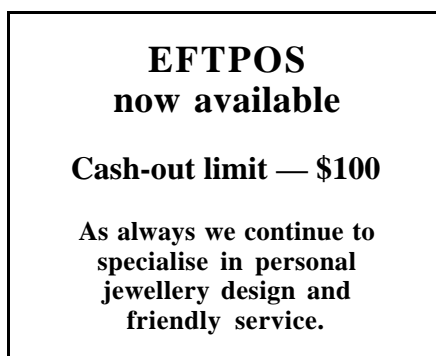 EFTPOS
now available
Cash-out limit — $100
As always we continue to
specialise in personal
jewellery design and
friendly service.